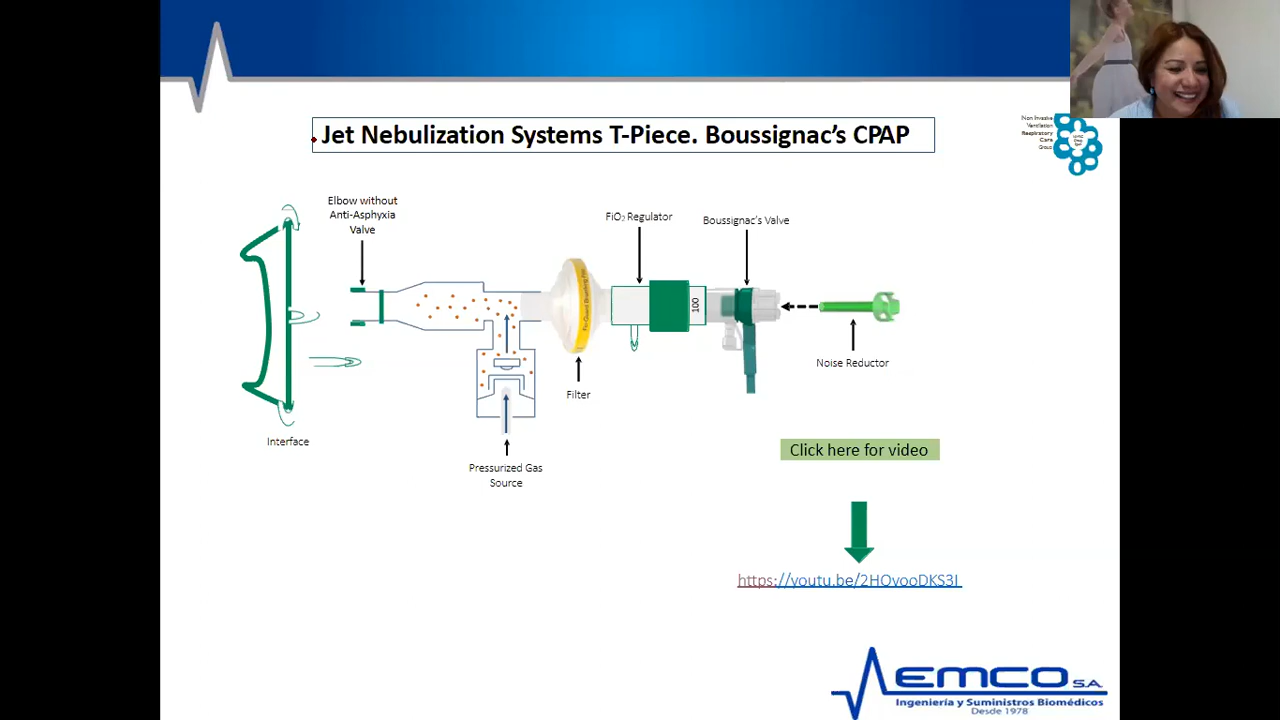 Jet Nebulization Systems T-Piece. Boussignac's CPAP
Non Invasive
Ventilation
Respiratory
Care
Group
Elbow without
Anti-Asphyxia
Valve
FiO₂ Regulator
Boussignac's Valve
100
Noise Reductor
Filter
Interface
Pressurized Gas
Source
Click here for video
https://youtu.be/2HOyooDKS3I
EMCO S.A.
Ingeniería y Suministros Biomédicos
Desde 1978